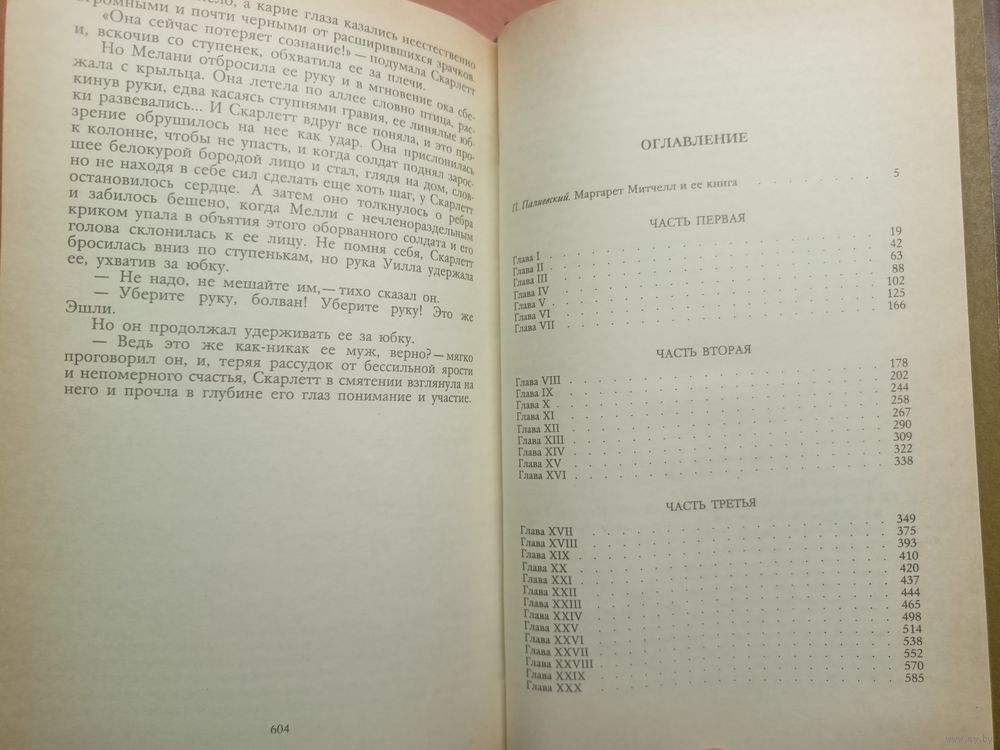 а карие глаза казались неестественно
огромными и почти черными от расширившихся зрачков.
«Она сейчас потеряет сознание!» — подумала Скарлетт
и, вскочив со ступенек, обхватила ее за плечи.
Но Мелани отбросила ее руку и в мгновение ока сбе-
жала с крыльца. Она летела по аллее словно птица, рас-
кинув руки, едва касаясь ступнями гравия, ее линялые юб-
ки развевались... И Скарлетт вдруг все поняла, и это про-
зрение обрушилось на нее как удар. Она прислонилась
к колонне, чтобы не упасть, и когда солдат поднял зарос-
шее белокурой бородой лицо и стал, глядя на дом, слов-
но не находя в себе сил сделать еще хоть шаг, у Скарлетт
остановилось сердце. А затем оно толкнулось о ребра
и забилось бешено, когда Мелли с нечленораздельным
криком упала в объятия этого оборванного солдата и его
голова склонилась к ее лицу. Не помня себя, Скарлетт
бросилась вниз по ступенькам, но рука Уилла удержала
ее, ухватив за юбку.
— Не надо, не мешайте им,— тихо сказал он.
— Уберите руку, болван! Уберите руку! Это же
Эшли.
Но он продолжал удерживать ее за юбку.
— Ведь это же как-никак ее муж, верно? — мягко
проговорил он, и, теряя рассудок от бессильной ярости
и непомерного счастья, Скарлетт в смятении взглянула на
него и прочла в глубине его глаз понимание и участие.
604
ОГЛАВЛЕНИЕ
П. Палиевский. Маргарет Митчелл и ее книга . . . . . . . 5
ЧАСТЬ ПЕРВАЯ
Глава I . . . . . . . 19
Глава II . . . . . . . 42
Глава III . . . . . . . 63
Глава IV . . . . . . . 88
Глава V . . . . . . . 102
Глава VI . . . . . . . 125
Глава VII . . . . . . . 166
ЧАСТЬ ВТОРАЯ
Глава VIII . . . . . . . 178
Глава IX . . . . . . . 202
Глава X . . . . . . . 244
Глава XI . . . . . . . 258
Глава XII . . . . . . . 267
Глава XIII . . . . . . . 290
Глава XIV . . . . . . . 309
Глава XV . . . . . . . 322
Глава XVI . . . . . . . 338
ЧАСТЬ ТРЕТЬЯ
Глава XVII . . . . . . . 349
Глава XVIII . . . . . . . 375
Глава XIX . . . . . . . 393
Глава XX . . . . . . . 410
Глава XXI . . . . . . . 420
Глава XXII . . . . . . . 437
Глава XXIII . . . . . . . 444
Глава XXIV . . . . . . . 465
Глава XXV . . . . . . . 498
Глава XXVI . . . . . . . 514
Глава XXVII . . . . . . . 538
Глава XXVIII . . . . . . . 552
Глава XXIX . . . . . . . 570
Глава XXX . . . . . . . 585
www.ay.by